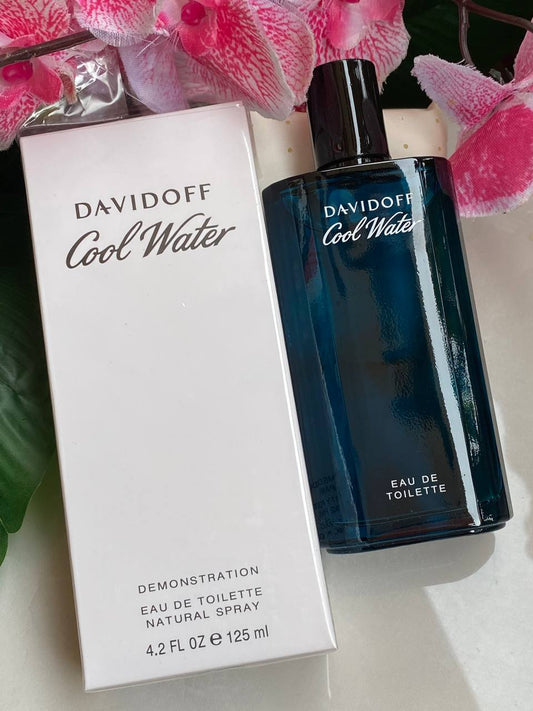 DAVIDOFF
Cool Water
DEMONSTRATION
EAU DE TOILETTE
NATURAL SPRAY
4.2 FL OZ e 125 ml
DAVIDOFF
Cool Water
EAU DE
TOILETTE